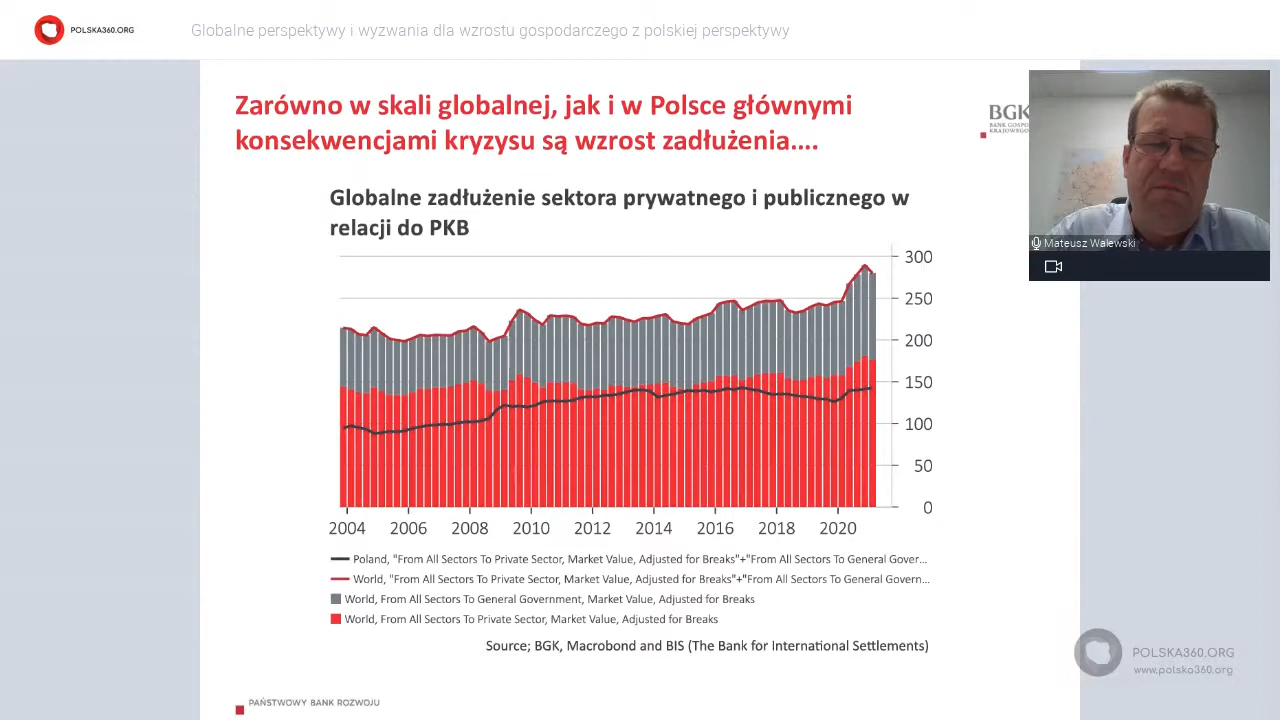 POLSKA360.ORG
Globalne perspektywy i wyzwania dla wzrostu gospodarczego z polskiej perspektywy
Zarówno w skali globalnej, jak i w Polsce głównymi
konsekwencjami kryzysu są wzrost zadłużenia....
BGK
BANK GOSPO
KRAJOWEGO
Mateusz Walewski
Globalne zadłużenie sektora prywatnego i publicznego w
relacji do PKB
300
250
200
150
100
50
0
2004 2006 2008 2010 2012 2014 2016 2018 2020
Poland, "From All Sectors To Private Sector, Market Value, Adjusted for Breaks"+"From All Sectors To General Gover...
World, "From All Sectors To Private Sector, Market Value, Adjusted for Breaks"+"From All Sectors To General Govern...
World, From All Sectors To General Government, Market Value, Adjusted for Breaks
World, From All Sectors To Private Sector, Market Value, Adjusted for Breaks
Source; BGK, Macrobond and BIS (The Bank for International Settlements)
POLSKA360.ORG
www.polska360.org
PAŃSTWOWY BANK ROZWOJU